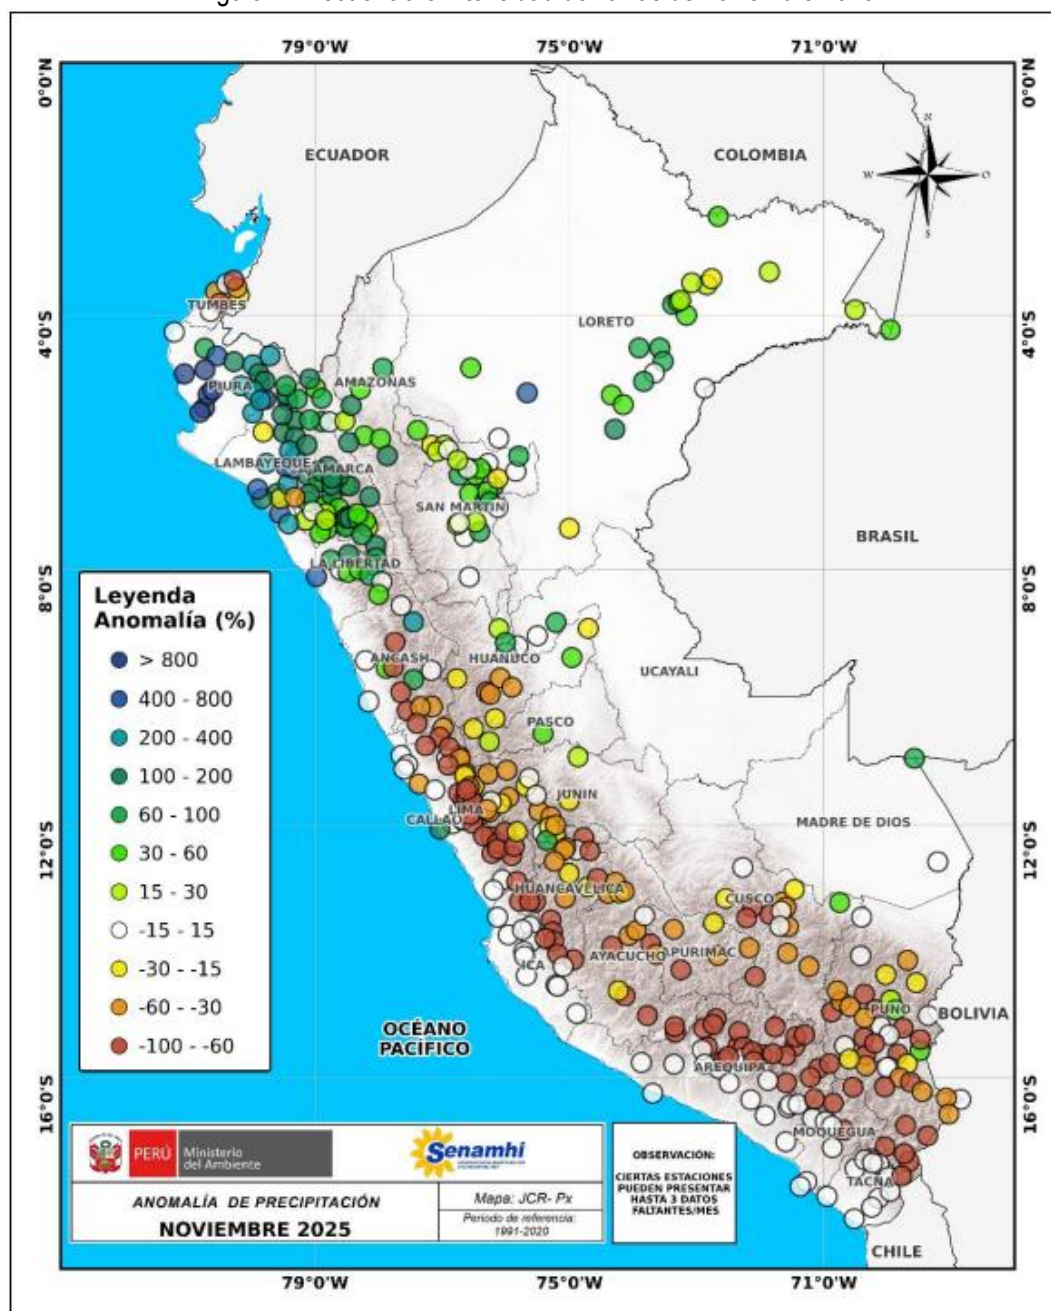 79°0'W 75°0'W 71°0'W
0°0'N 0°0'N
ECUADOR
COLOMBIA
N
W O
S
TUMBES
4°0'S 4°0'S
LORETO
PIURA
AMAZONAS
LAMBAYEQUE
CAJAMARCA
SAN MARTIN
BRASIL
LA LIBERTAD
8°0'S 8°0'S
Leyenda
Anomalía (%)
> 800
400 - 800
200 - 400
100 - 200
60 - 100
30 - 60
15 - 30
-15 - 15
-30 - -15
-60 - -30
-100 - -60
ANCASH
HUANUCO
UCAYALI
PASCO
JUNIN
LIMA
CALLAO
MADRE DE DIOS
12°0'S 12°0'S
HUANCAVELICA
CUSCO
AYACUCHO
APURIMAC
ICA
PUNO
BOLIVIA
OCÉANO
PACÍFICO
AREQUIPA
16°0'S 16°0'S
MOQUEGUA
TACNA
CHILE
PERÚ
Ministerio
del Ambiente
Senamhi
ANOMALÍA DE PRECIPITACIÓN
NOVIEMBRE 2025
Mapa: JCR- Px
Periodo de referencia:
1991-2020
OBSERVACIÓN:
CIERTAS ESTACIONES
PUEDEN PRESENTAR
HASTA 3 DATOS
FALTANTES/MES
79°0'W 75°0'W 71°0'W